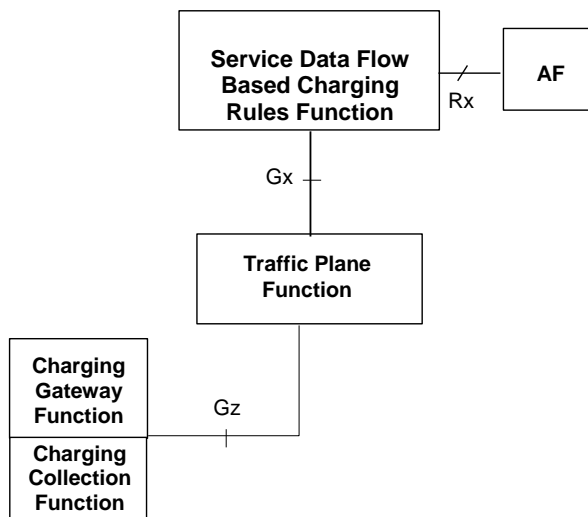 Service Data Flow
Based Charging
Rules Function
AF
Rx
Gx
Traffic Plane
Function
Charging
Gateway
Function
Gz
Charging
Collection
Function